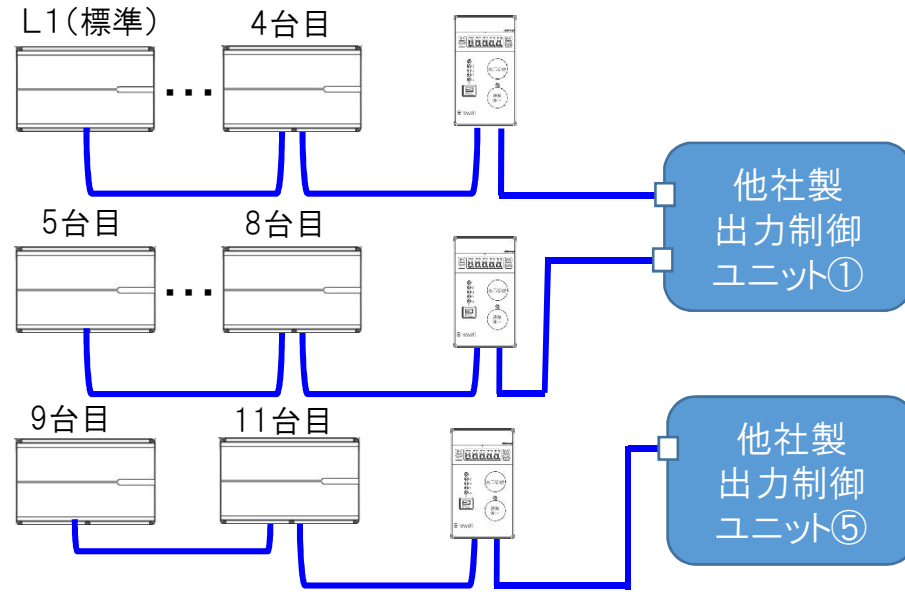 L1(標準)
4台目
他社製
出力制御
ユニット①
5台目
8台目
9台目
11台目
他社製
出力制御
ユニット⑤